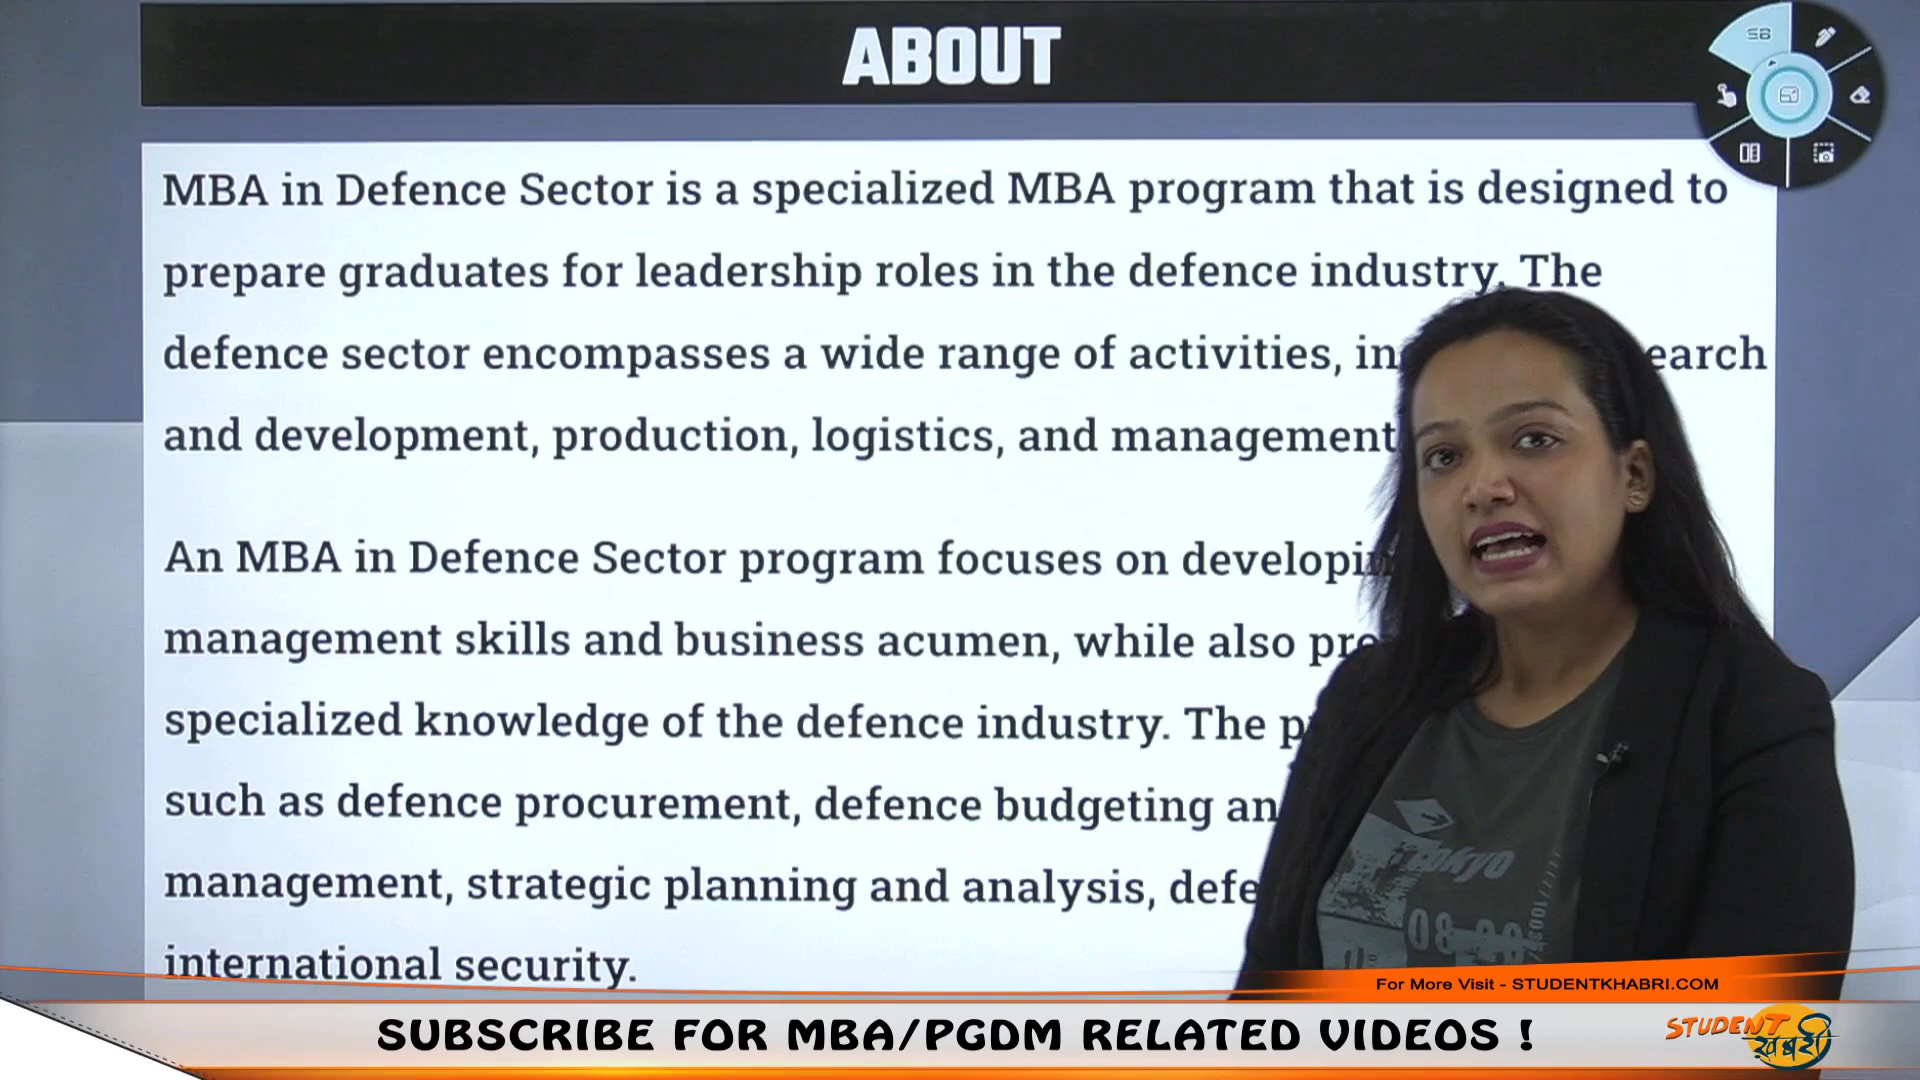 ABOUT
MBA in Defence Sector is a specialized MBA program that is designed to
prepare graduates for leadership roles in the defence industry. The
defence sector encompasses a wide range of activities, in earch
and development, production, logistics, and management
An MBA in Defence Sector program focuses on developin
management skills and business acumen, while also pro
specialized knowledge of the defence industry. The p
such as defence procurement, defence budgeting an
management, strategic planning and analysis, defe
international security.
TOKYO
For More Visit - STUDENTKHABRI.COM
SUBSCRIBE FOR MBA/PGDM RELATED VIDEOS !
STUDENT
खबरी